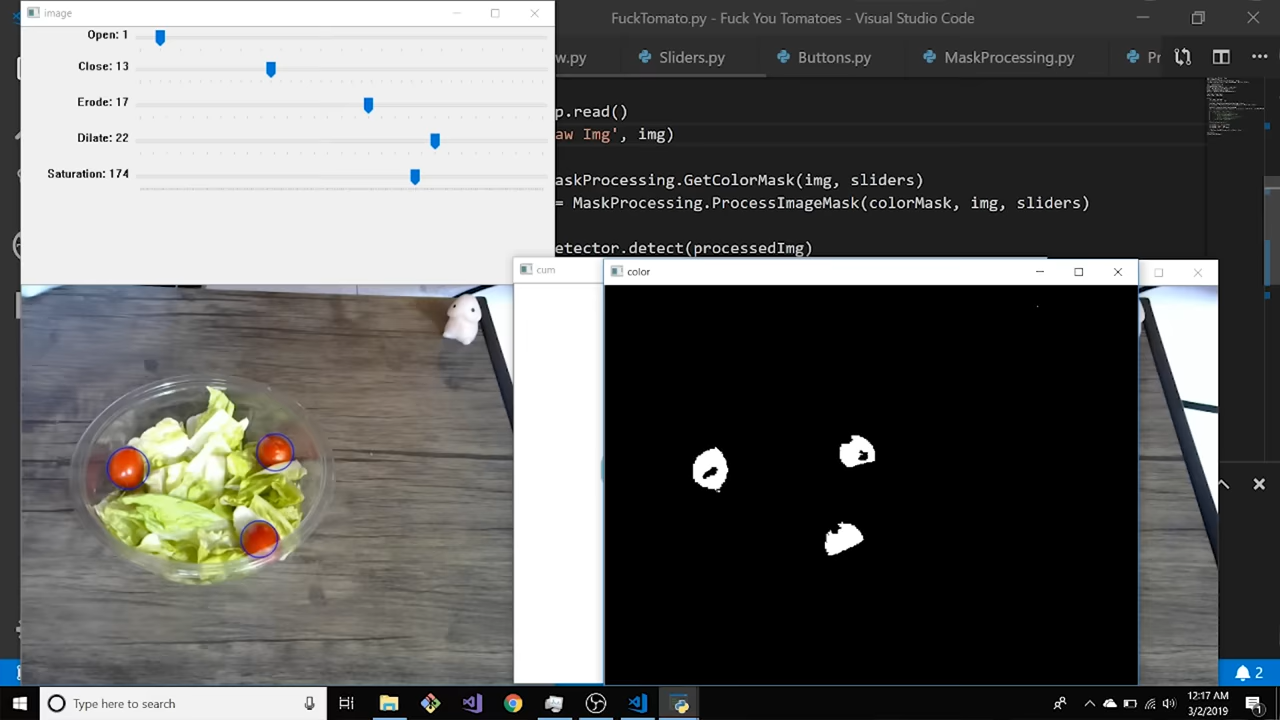 image
Open: 1
Close: 13
Erode: 17
Dilate: 22
Saturation: 174
FuckTomato.py - Fuck You Tomatoes - Visual Studio Code
w.py
Sliders.py
Buttons.py
MaskProcessing.py
Pr
p.read()
aw Img', img)
askProcessing.GetColorMask(img, sliders)
= MaskProcessing.ProcessImageMask(colorMask, img, sliders)
etector.detect(processedImg)
cum
color
2
Type here to search
12:17 AM
3/2/2019
1